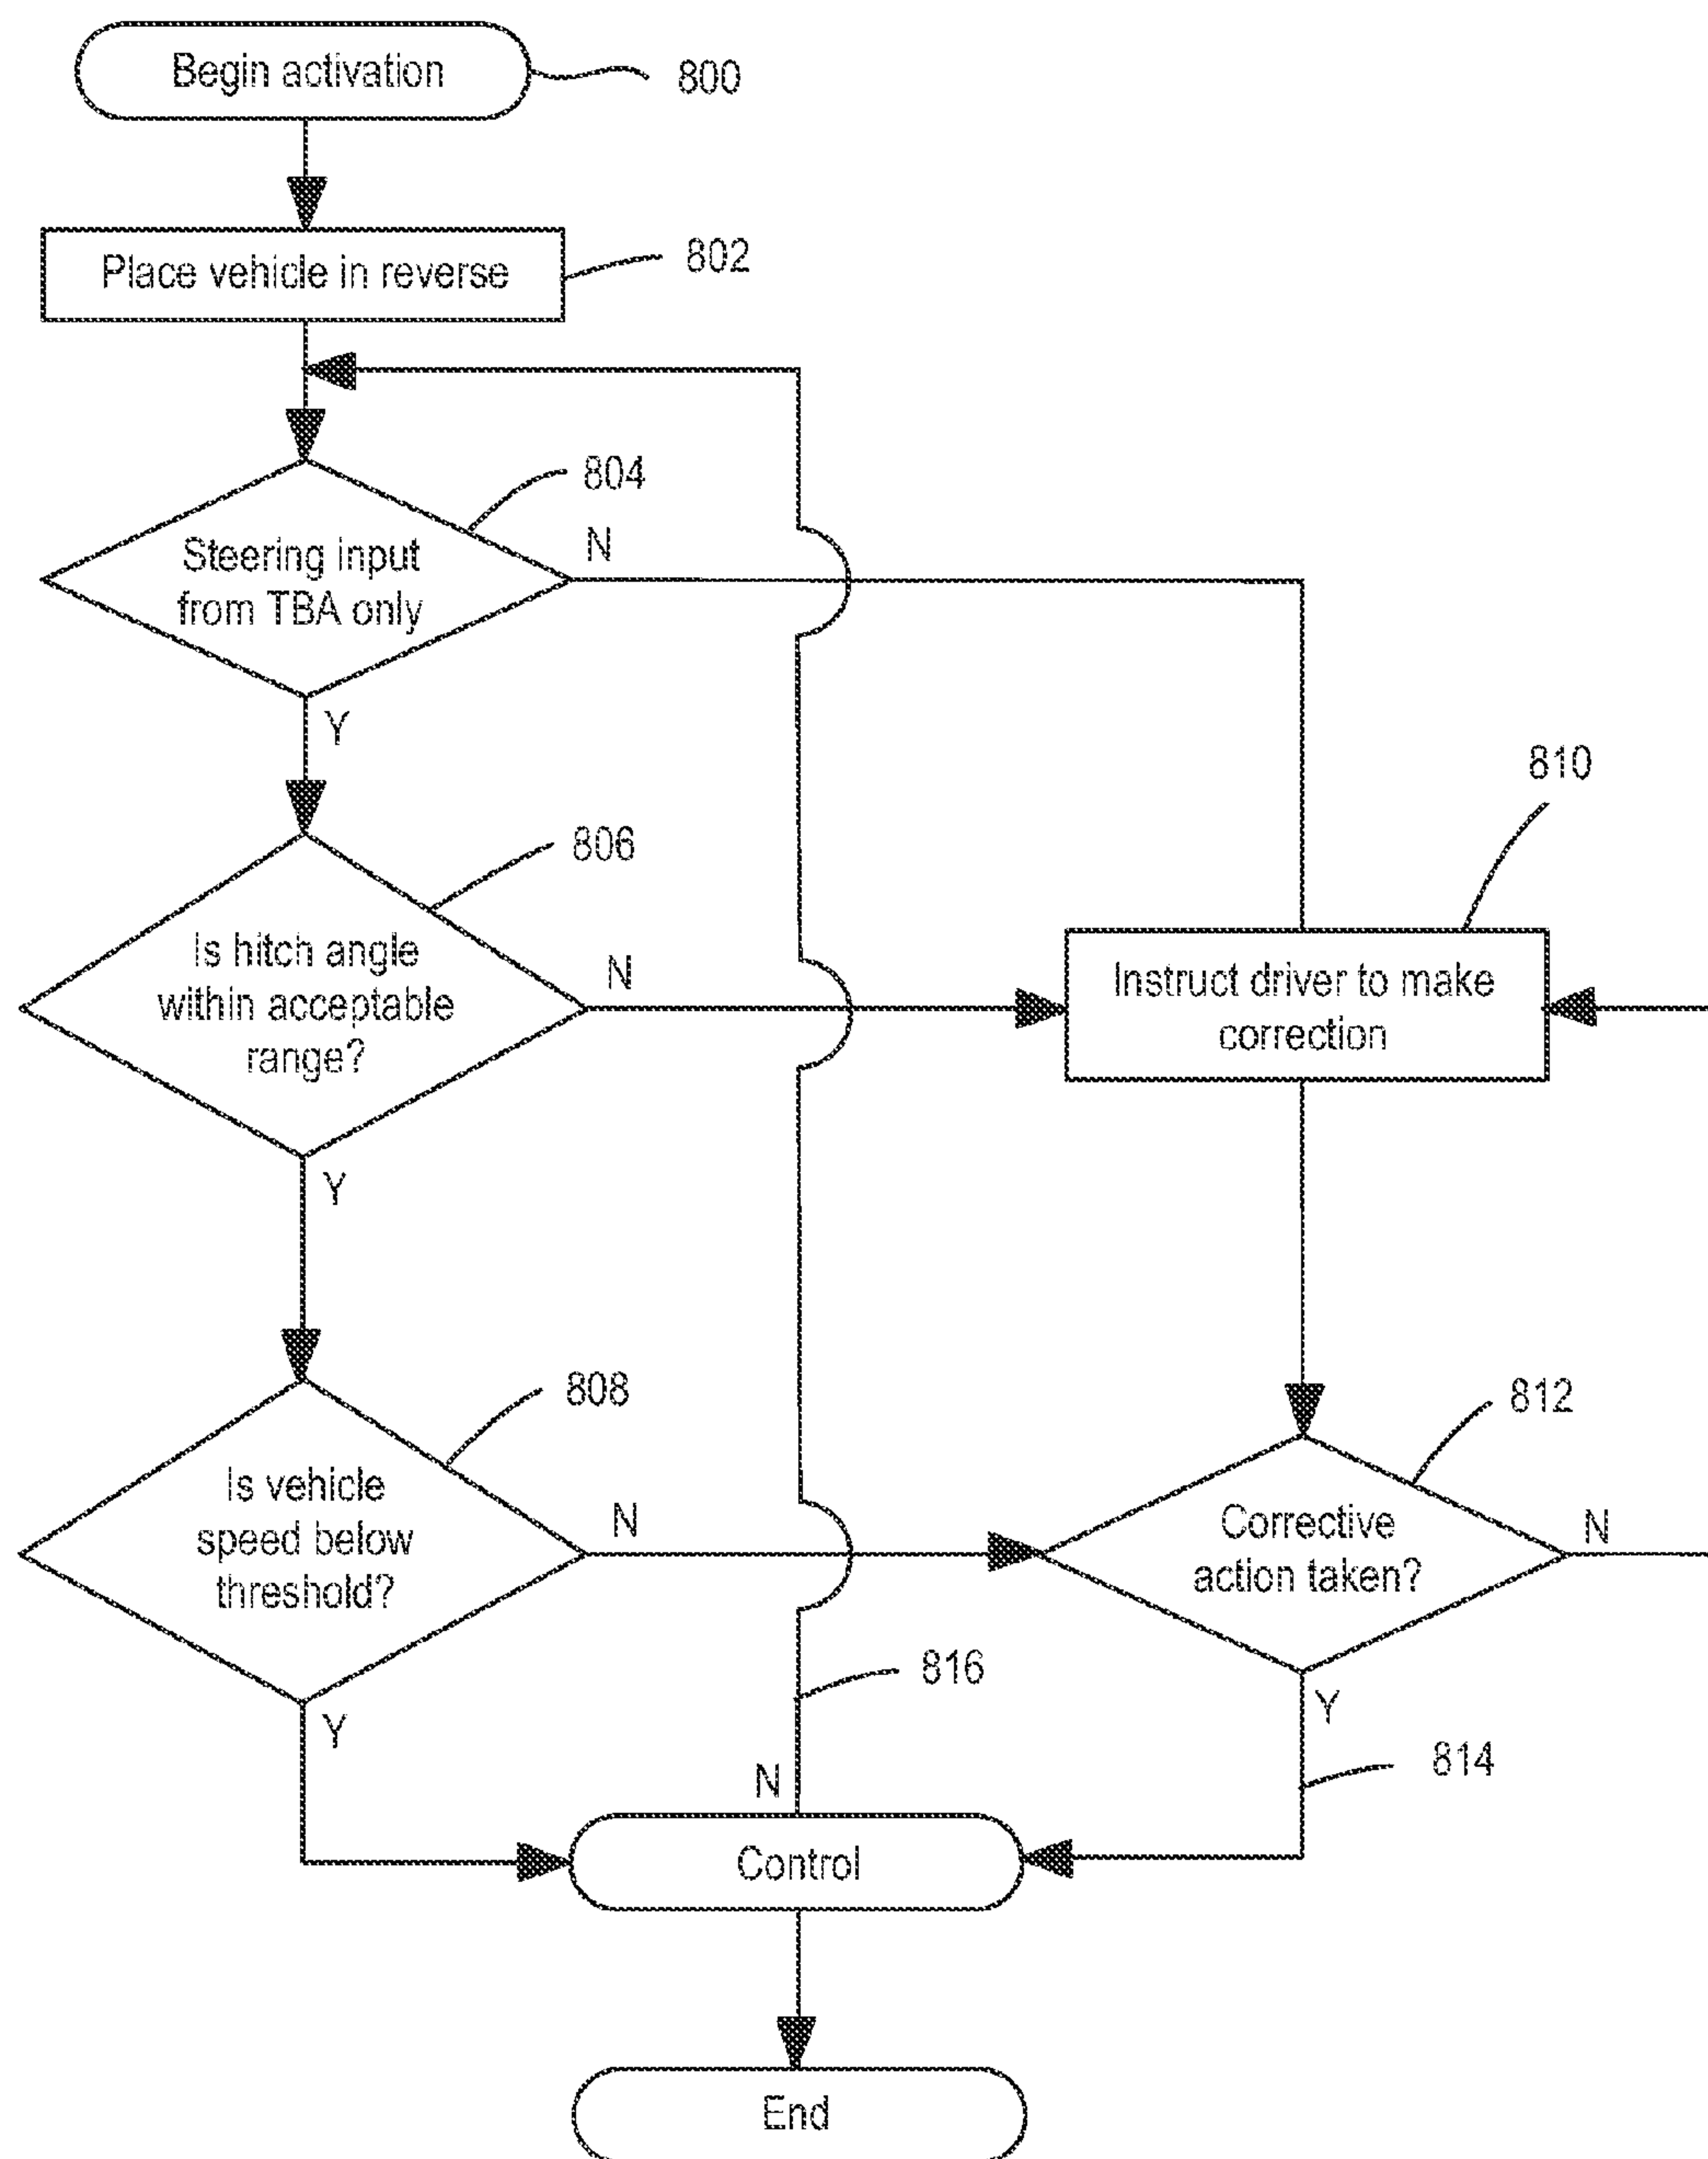 Begin activation
800
Place vehicle in reverse
802
804
Steering input
from TBA only
N
Y
806
Is hitch angle
within acceptable
range?
N
Y
810
Instruct driver to make
correction
808
Is vehicle
speed below
threshold?
N
Y
812
Corrective
action taken?
N
Y
814
816
N
Control
End